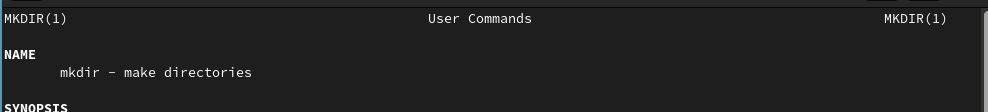 MKDIR(1) User Commands MKDIR(1)
NAME
mkdir - make directories
SYNOPSIS